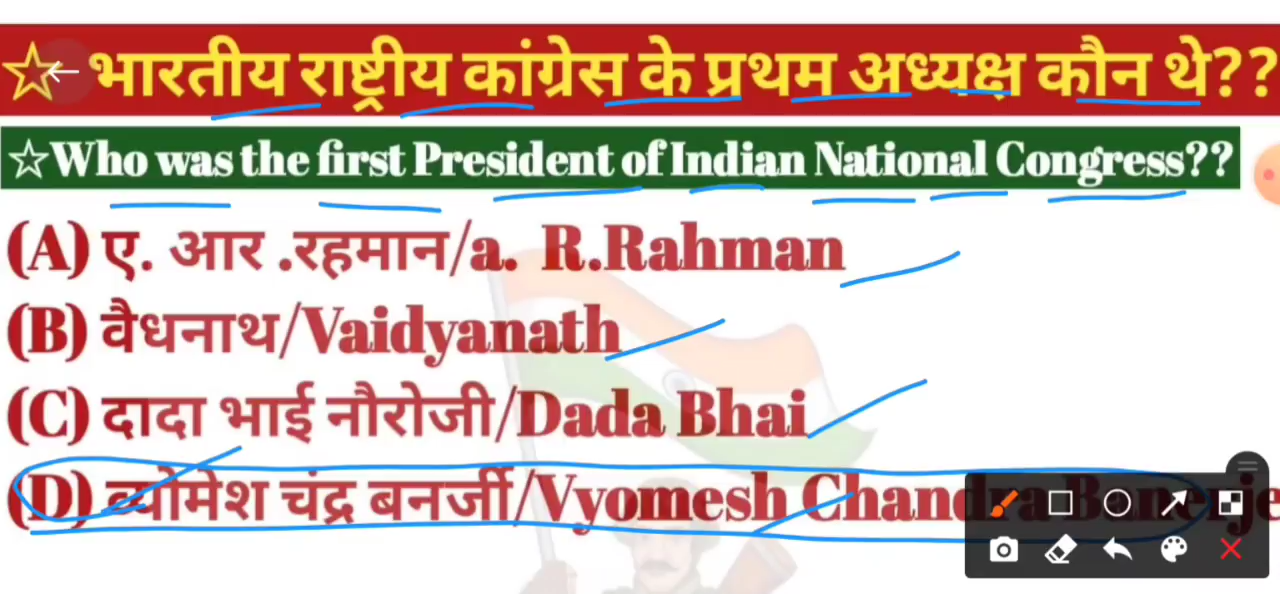 ☆ भारतीय राष्ट्रीय कांग्रेस के प्रथम अध्यक्ष कौन थे??
☆Who was the first President of Indian National Congress??
(A) ए. आर .रहमान/a. R.Rahman
(B) वैधनाथ/Vaidyanath
(C) दादा भाई नौरोजी/Dada Bhai
(D) व्योमेश चंद्र बनर्जी/Vyomesh Chandra